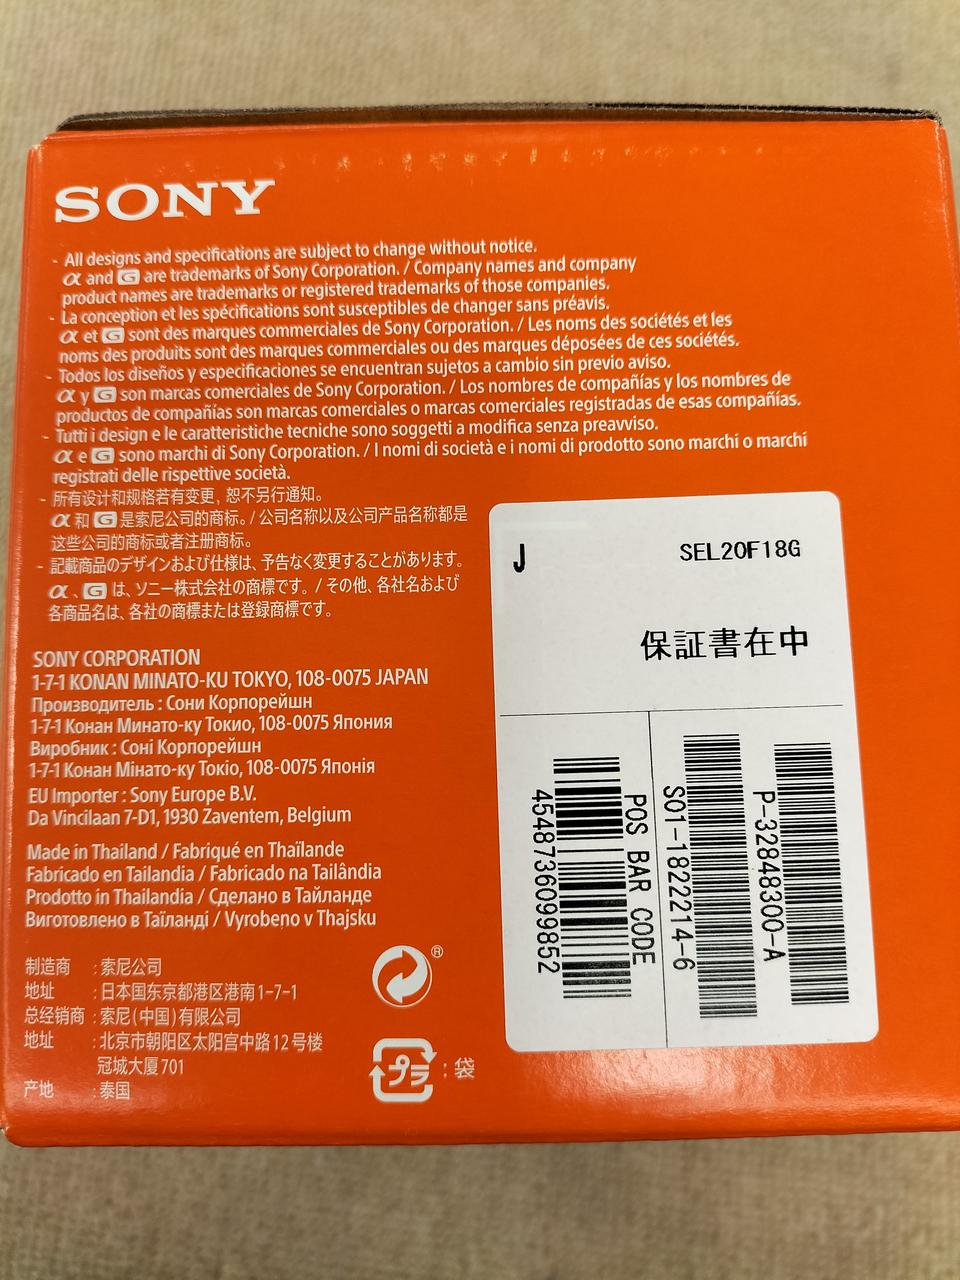 SONY
- All designs and specifications are subject to change without notice.
α and G are trademarks of Sony Corporation. / Company names and company
product names are trademarks or registered trademarks of those companies.
- La conception et les spécifications sont susceptibles de changer sans préavis.
α et G sont des marques commerciales de Sony Corporation. / Les noms des sociétés et les
noms des produits sont des marques commerciales ou des marques déposées de ces sociétés.
- Todos los diseños y especificaciones se encuentran sujetos a cambio sin previo aviso.
α y G son marcas comerciales de Sony Corporation. / Los nombres de compañías y los nombres de
productos de compañías son marcas comerciales o marcas comerciales registradas de esas compañías.
- Tutti i design e le caratteristiche tecniche sono soggetti a modifica senza preavviso.
α e G sono marchi di Sony Corporation. / I nomi di società e i nomi di prodotto sono marchi o marchi
registrati delle rispettive società.
- 所有设计和规格若有变更，恕不另行通知。
α 和 G 是索尼公司的商标。/ 公司名称以及公司产品名称都是
这些公司的商标或者注册商标。
- 記載商品のデザインおよび仕様は、予告なく変更することがあります。
α、G は、ソニー株式会社の商標です。/ その他、各社名および
各商品名は、各社の商標または登録商標です。
SONY CORPORATION
1-7-1 KONAN MINATO-KU TOKYO, 108-0075 JAPAN
Производитель : Сони Корпорейшн
1-7-1 Конан Минато-ку Токио, 108-0075 Япония
Виробник : Соні Корпорейшн
1-7-1 Конан Мінато-ку Токіо, 108-0075 Японія
EU Importer : Sony Europe B.V.
Da Vincilaan 7-D1, 1930 Zaventem, Belgium
Made in Thailand / Fabriqué en Thaïlande
Fabricado en Tailandia / Fabricado na Tailândia
Prodotto in Thailandia / Сделано в Тайланде
Виготовлено в Таїланді / Vyrobeno v Thajsku
制造商 : 索尼公司
地址 : 日本国东京都港区港南1-7-1
总经销商 : 索尼(中国)有限公司
地址 : 北京市朝阳区太阳宫中路12号楼
冠城大厦701
产地 : 泰国
®
プラ : 袋
J SEL20F18G
保証書在中
4548736099852
POS BAR CODE
S01-1822214-6
P-32848300-A